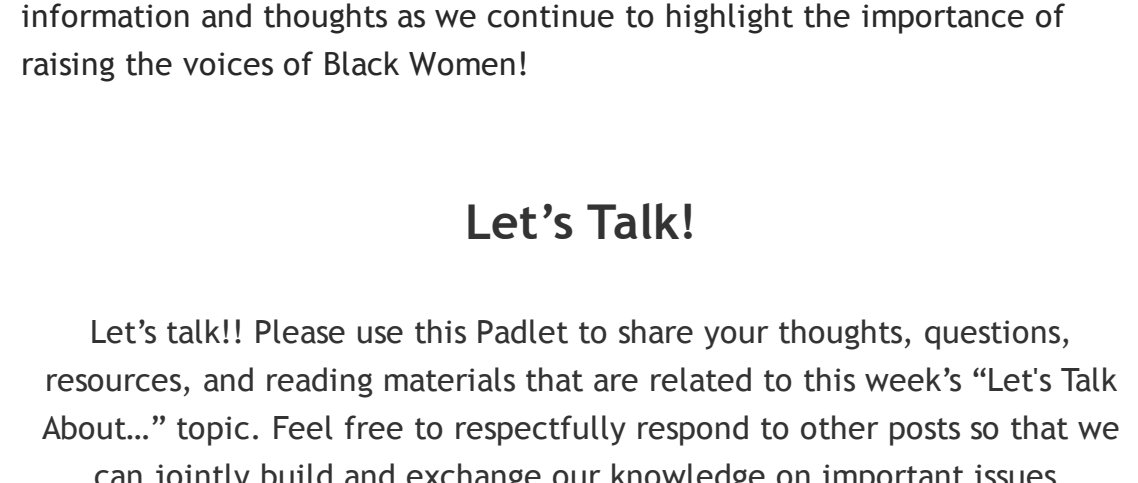 information and thoughts as we continue to highlight the importance of
raising the voices of Black Women!
Let’s Talk!
Let’s talk!! Please use this Padlet to share your thoughts, questions,
resources, and reading materials that are related to this week’s “Let's Talk
About…” topic. Feel free to respectfully respond to other posts so that we
can jointly build and exchange our knowledge on important issues